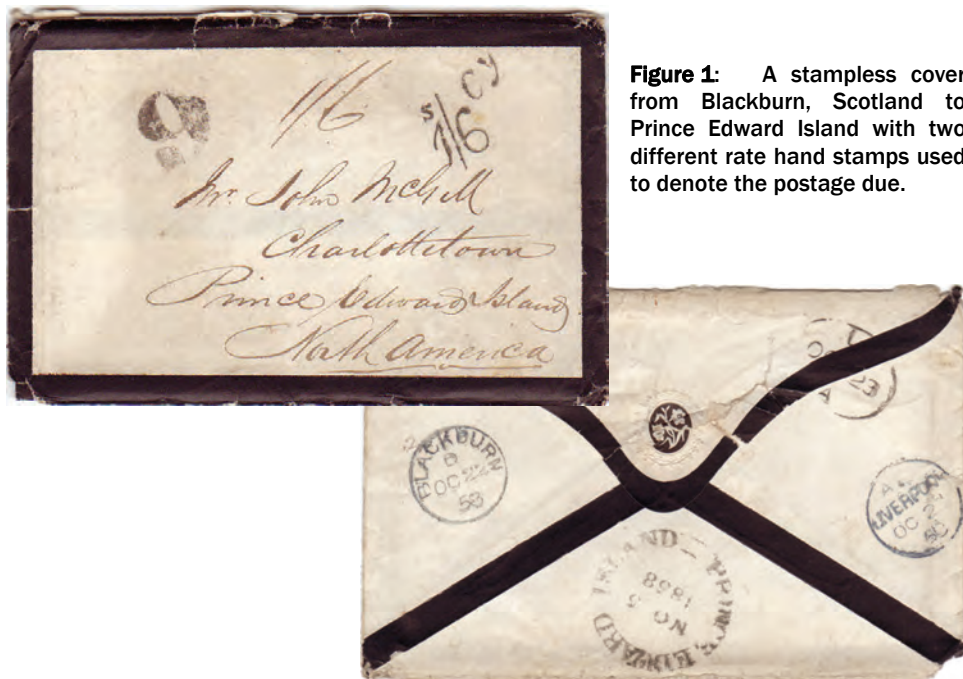 Figure 1: A stampless cover
from Blackburn, Scotland to
Prince Edward Island with two
different rate hand stamps used
to denote the postage due.
1/6
s 1/6 cy
Mr. John McGill
Charlottetown
Prince Edward Island
North America
BLACKBURN
B
OC 22
58
LIVERPOOL
OC
PRINCE EDWARD ISLAND
NO 5
1858